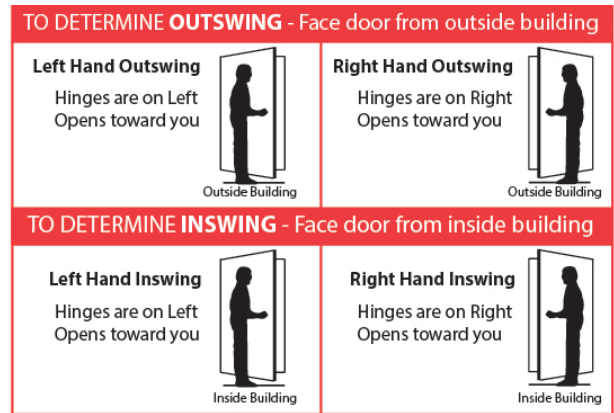 TO DETERMINE OUTSWING - Face door from outside building
Left Hand Outswing
Hinges are on Left
Opens toward you
Outside Building
Right Hand Outswing
Hinges are on Right
Opens toward you
Outside Building
TO DETERMINE INSWING - Face door from inside building
Left Hand Inswing
Hinges are on Left
Opens toward you
Inside Building
Right Hand Inswing
Hinges are on Right
Opens toward you
Inside Building